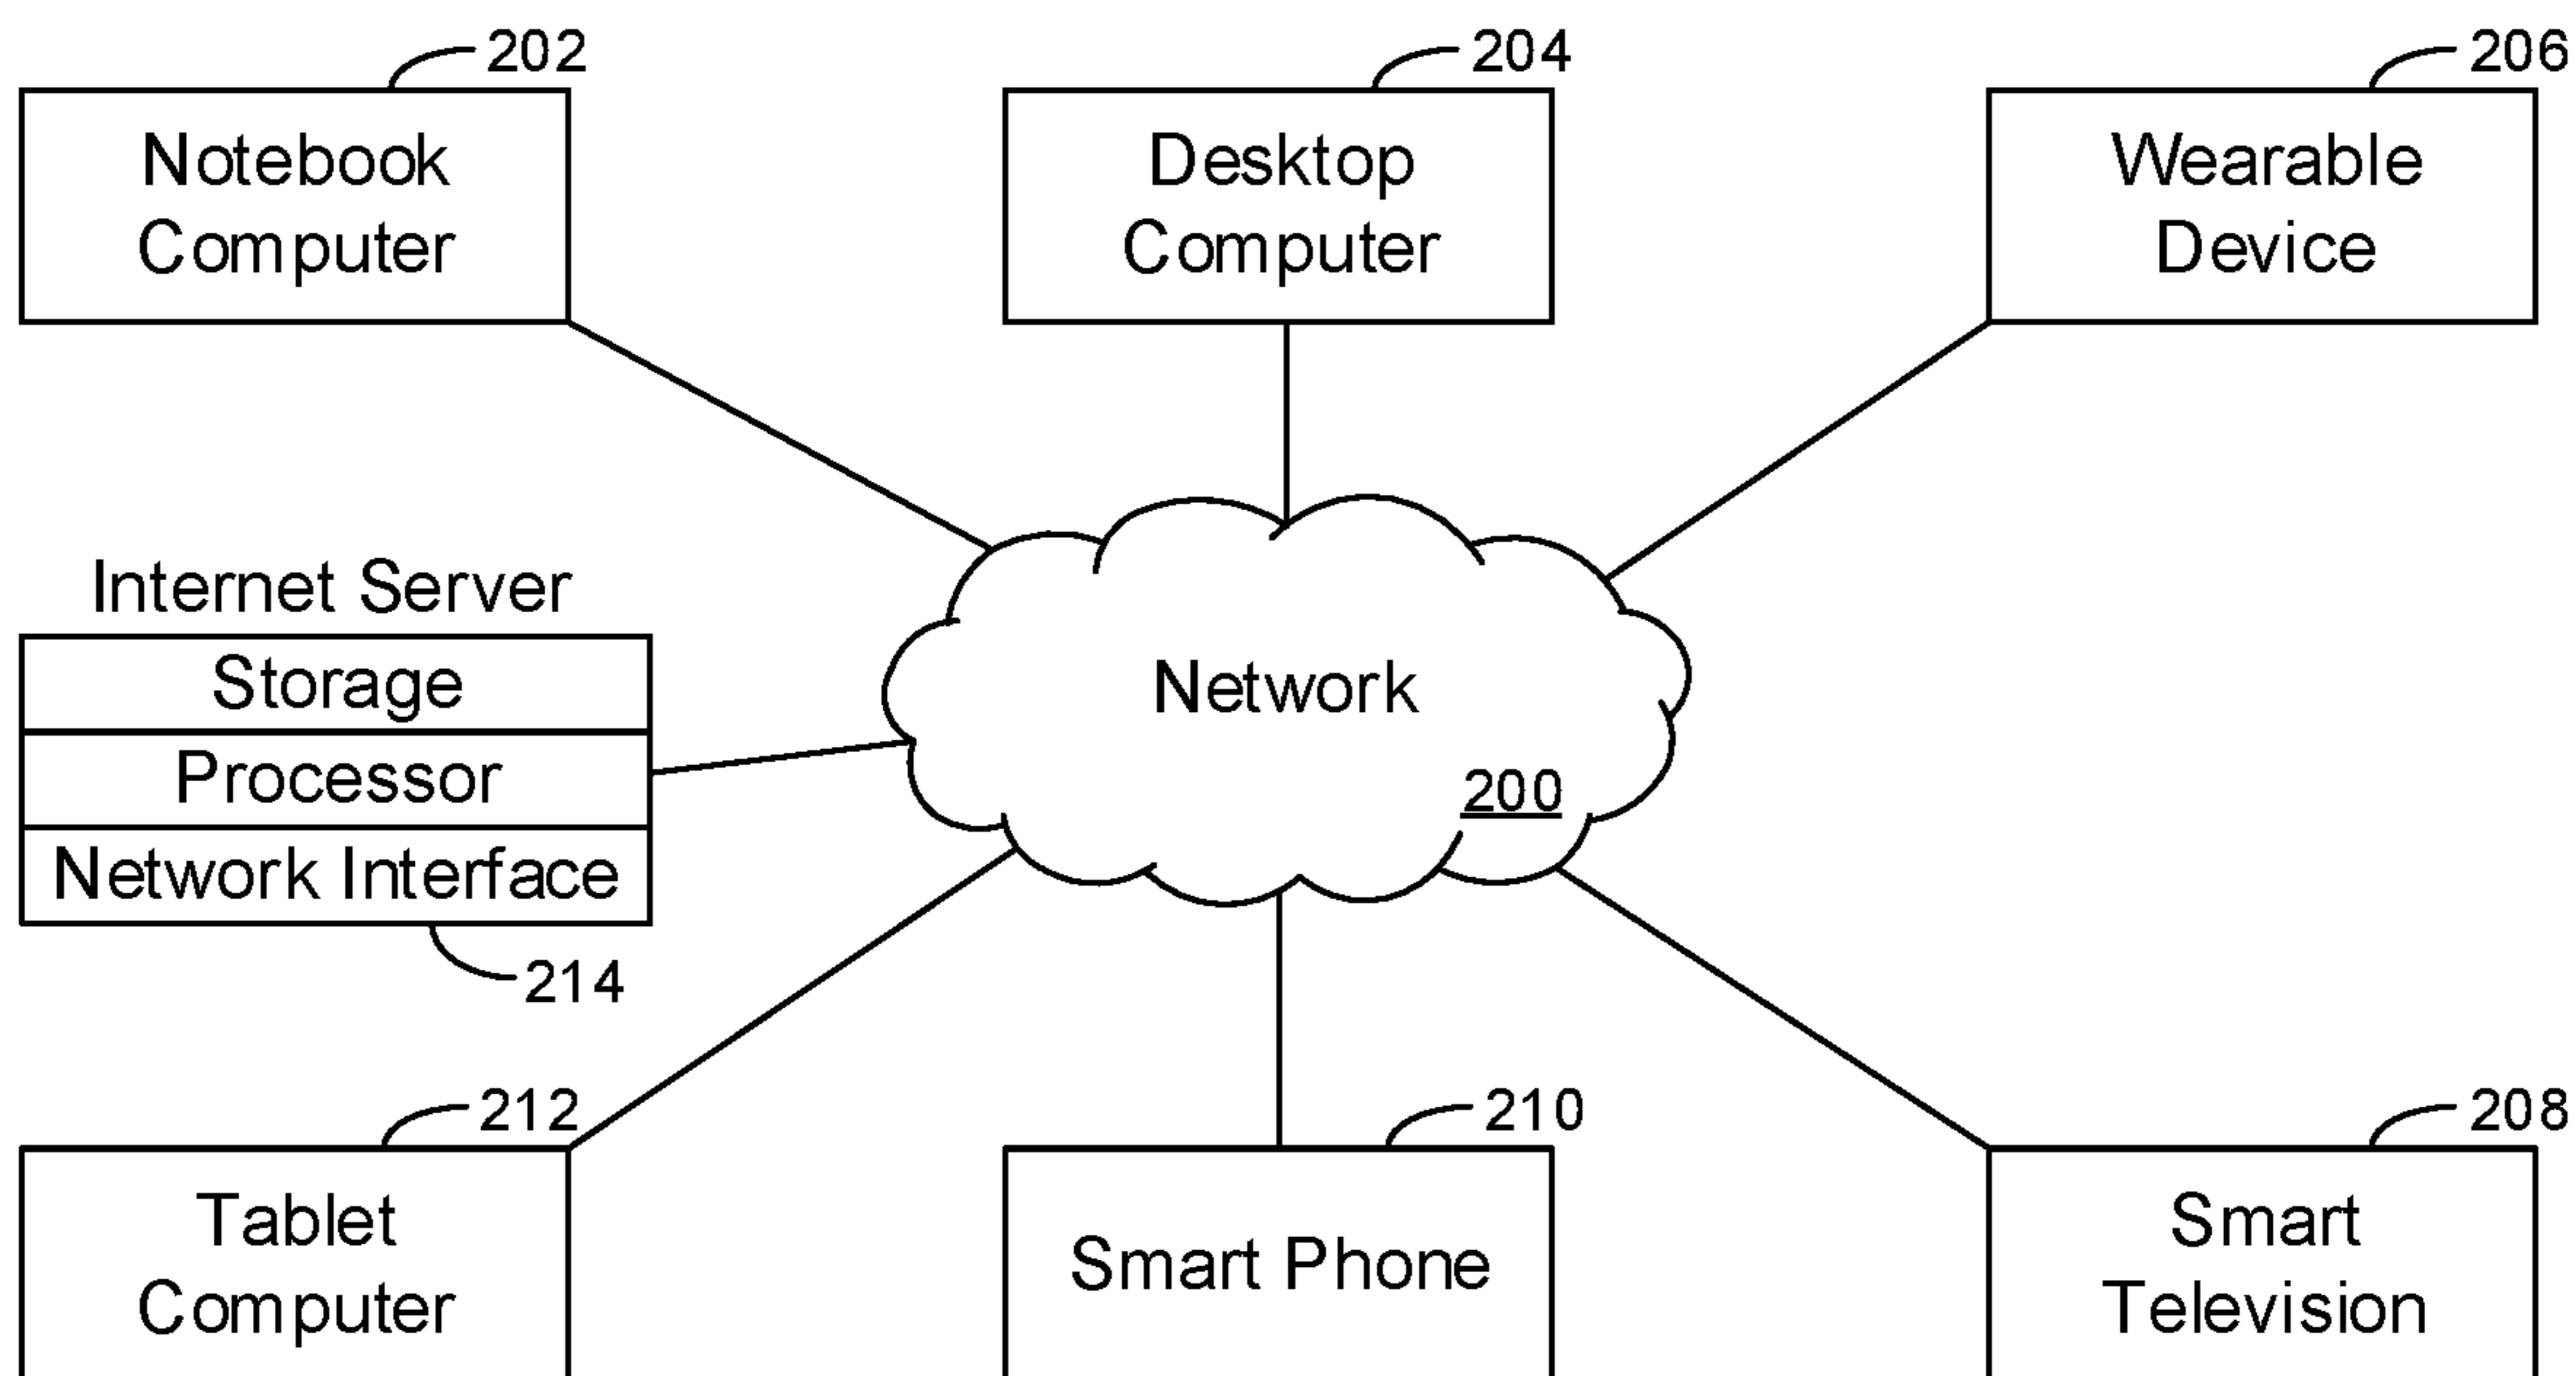 202
204
206
Notebook
Computer
Desktop
Computer
Wearable
Device
Internet Server
Storage
Processor
Network Interface
214
Network
200
212
210
208
Tablet
Computer
Smart Phone
Smart
Television